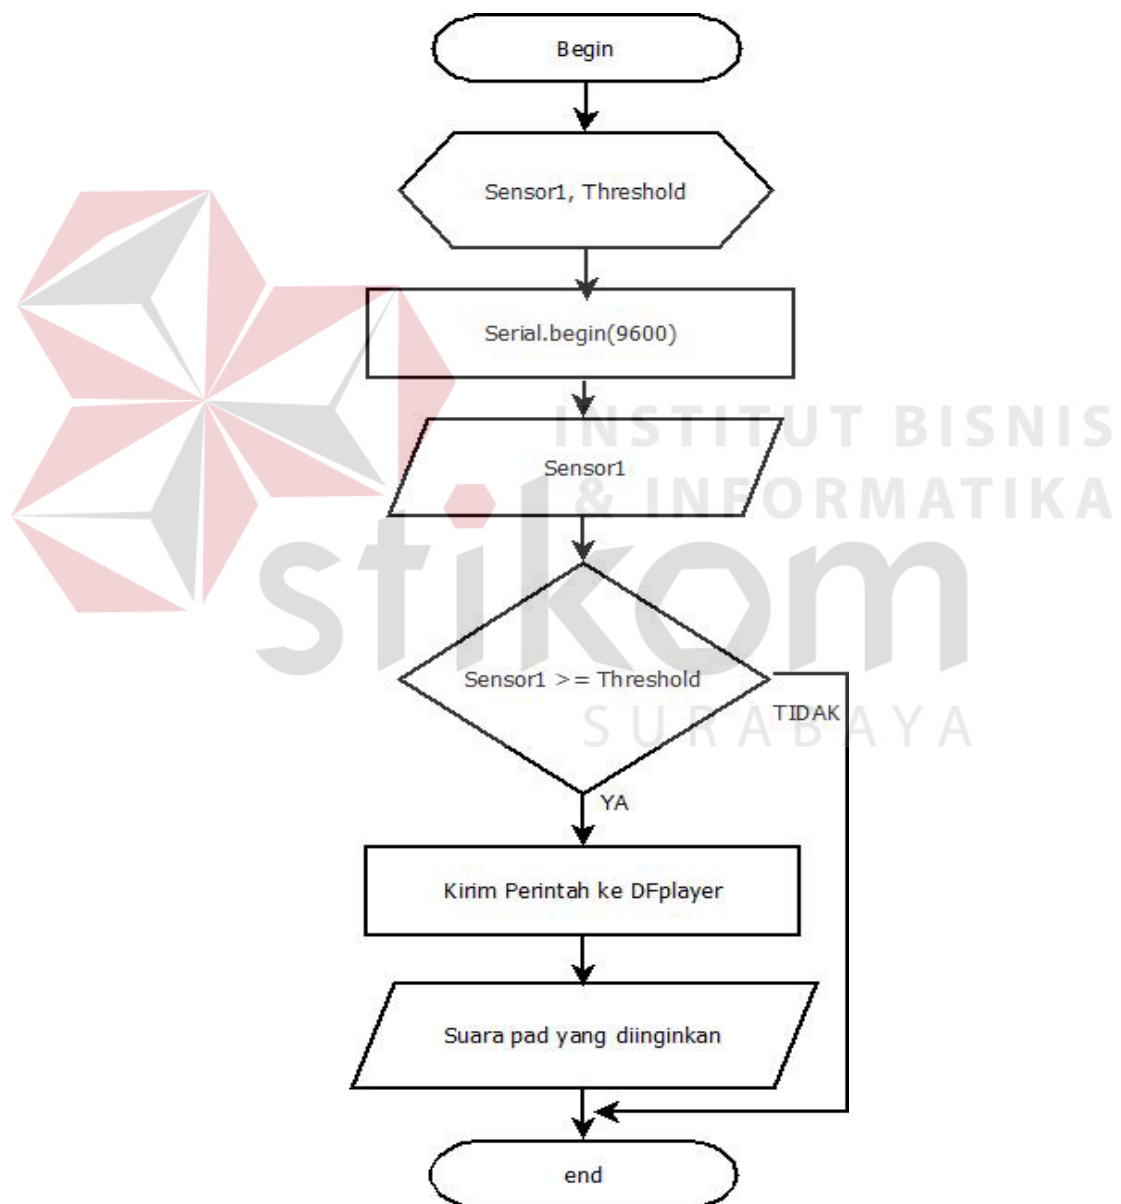 Begin
Sensor1, Threshold
Serial.begin(9600)
INSTITUT BISNIS
Sensor1
& INFORMATIKA
stikom
Sensor1 >= Threshold
TIDAK
SURABAYA
YA
Kirim Perintah ke DFplayer
Suara pad yang diinginkan
end